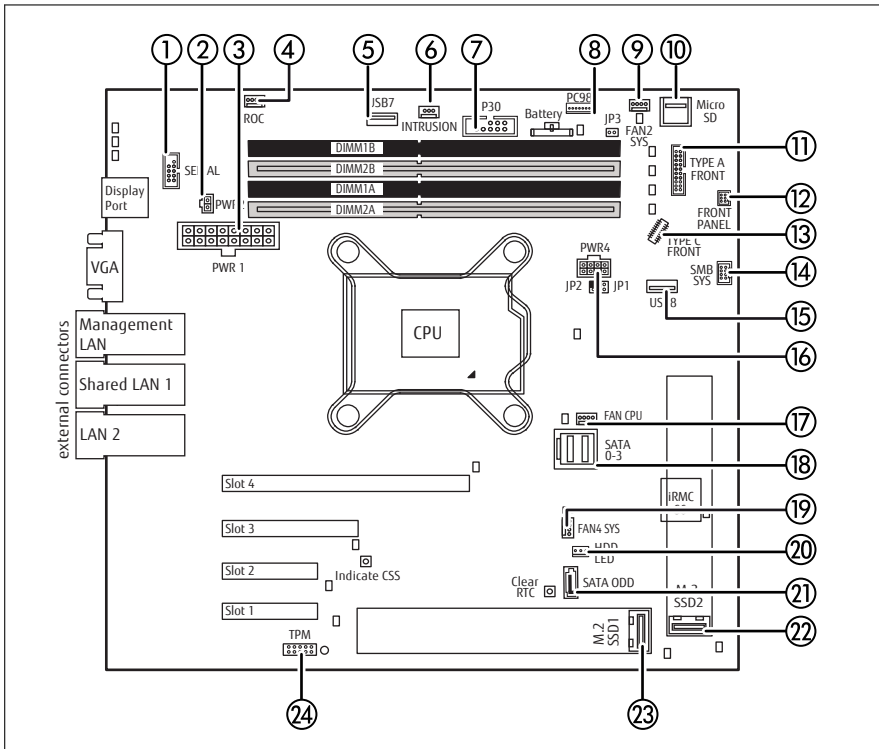 1 2 3 4 5 6 7 8 9 10
ROC
USB7
INTRUSION
P30
Battery
PC98
JP3
FAN2
SYS
Micro
SD
11
TYPE A
FRONT
12
FRONT
PANEL
13
TYPE C
FRONT
14
SMB
SYS
15
16
DIMM1B
DIMM2B
DIMM1A
DIMM2A
Display
Port
PWR 1
VGA
PWR4
JP2
JP1
CPU
external connectors
Management
LAN
Shared LAN 1
LAN 2
FAN CPU
17
SATA
0-3
18
Slot 4
iRMC
19
FAN4 SYS
Slot 3
20
LED
Indicate CSS
Slot 2
Clear
RTC
SATA ODD
21
SSD2
Slot 1
22
M.2
SSD1
TPM
24
23